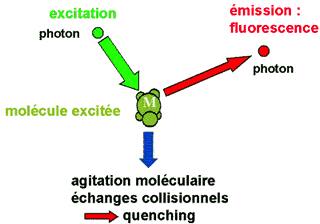 excitation
photon
émission :
fluorescence
photon
M
molécule excitée
agitation moléculaire
échanges collisionnels
quenching